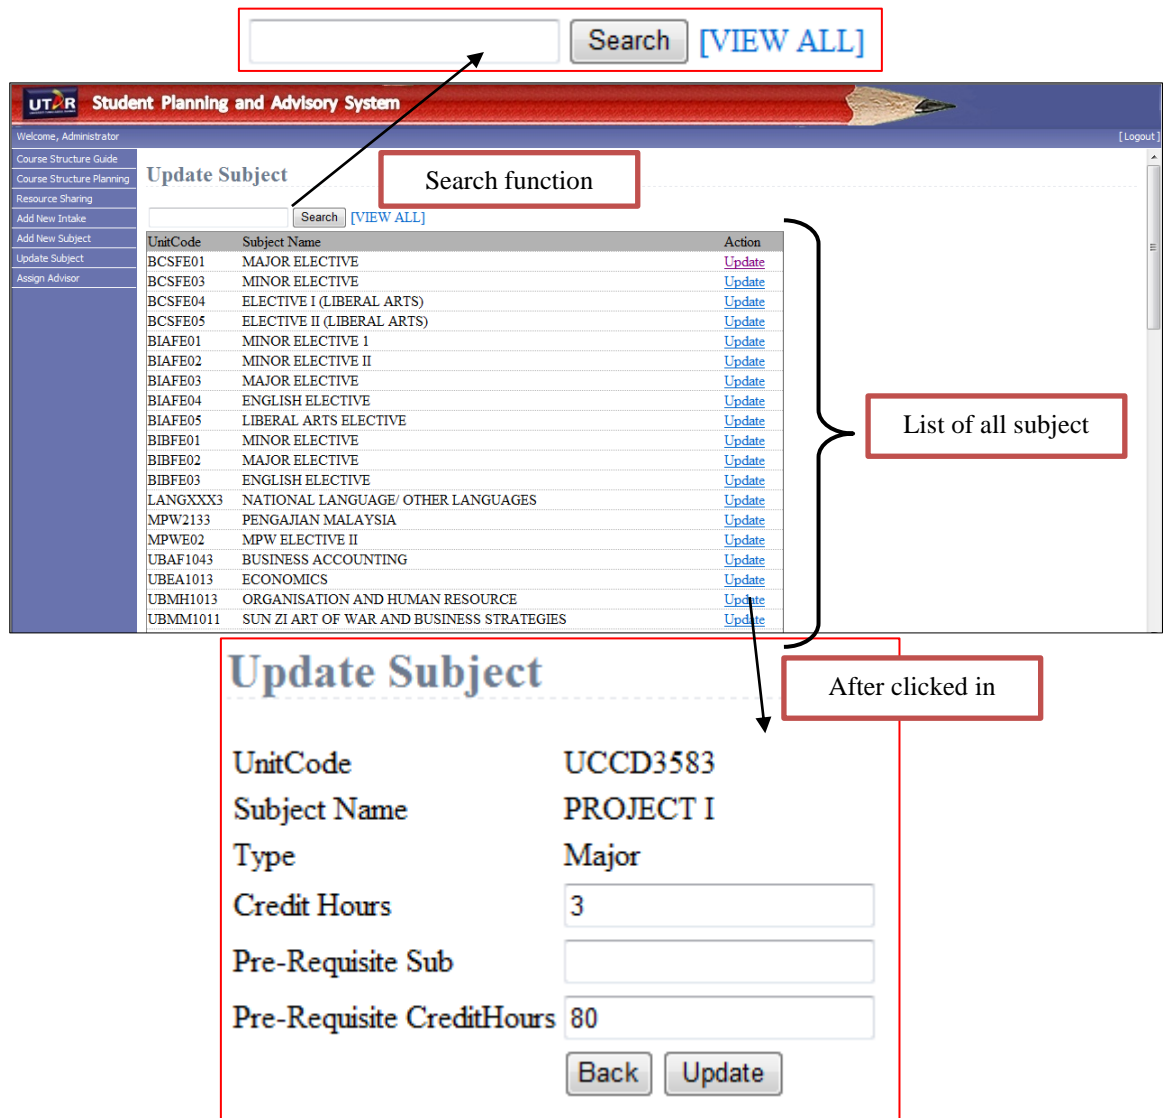 Search [VIEW ALL]
UTAR Student Planning and Advisory System
Welcome, Administrator [ Logout ]
Course Structure Guide
Course Structure Planning
Resource Sharing
Add New Intake
Add New Subject
Update Subject
Assign Advisor
Update Subject
Search function
Search [VIEW ALL]
UnitCode Subject Name Action
BCSFE01 MAJOR ELECTIVE Update
BCSFE03 MINOR ELECTIVE Update
BCSFE04 ELECTIVE I (LIBERAL ARTS) Update
BCSFE05 ELECTIVE II (LIBERAL ARTS) Update
BIAFE01 MINOR ELECTIVE 1 Update
BIAFE02 MINOR ELECTIVE II Update
BIAFE03 MAJOR ELECTIVE Update
BIAFE04 ENGLISH ELECTIVE Update
BIAFE05 LIBERAL ARTS ELECTIVE Update
BIBFE01 MINOR ELECTIVE Update
BIBFE02 MAJOR ELECTIVE Update
BIBFE03 ENGLISH ELECTIVE Update
LANGXXX3 NATIONAL LANGUAGE/ OTHER LANGUAGES Update
MPW2133 PENGAJIAN MALAYSIA Update
MPWE02 MPW ELECTIVE II Update
UBAF1043 BUSINESS ACCOUNTING Update
UBEA1013 ECONOMICS Update
UBMH1013 ORGANISATION AND HUMAN RESOURCE Update
UBMM1011 SUN ZI ART OF WAR AND BUSINESS STRATEGIES Update
List of all subject
Update Subject
After clicked in
UnitCode UCCD3583
Subject Name PROJECT I
Type Major
Credit Hours 3
Pre-Requisite Sub
Pre-Requisite CreditHours 80
Back Update